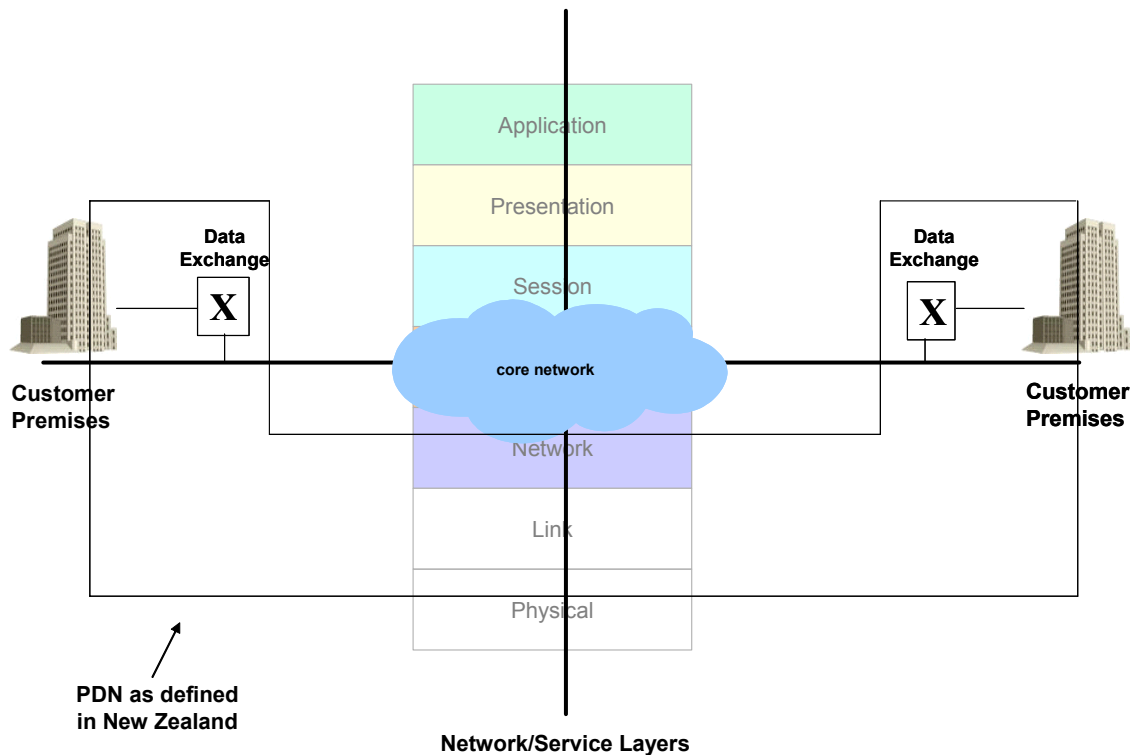 Application
Presentation
Data
Exchange
X
Session
Data
Exchange
X
core network
Customer
Premises
Customer
Premises
Network
Link
Physical
PDN as defined
in New Zealand
Network/Service Layers